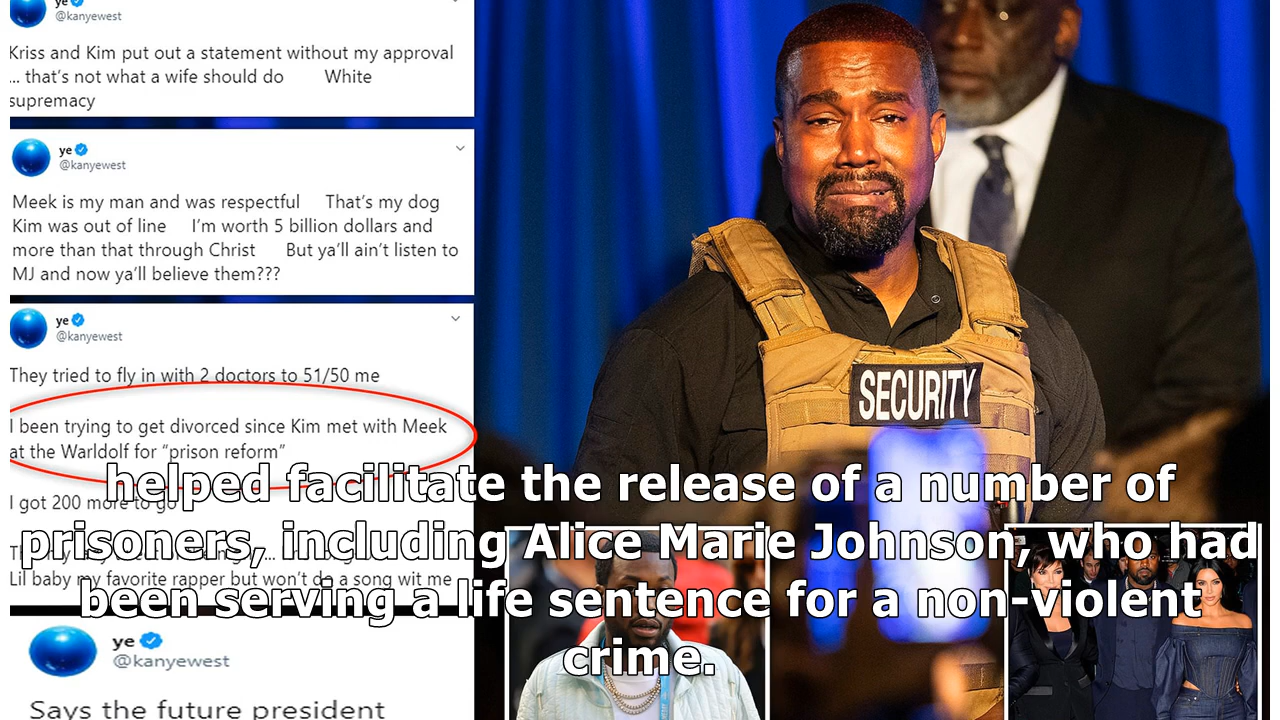 ye
@kanyewest
Kriss and Kim put out a statement without my approval
... that's not what a wife should do White
supremacy
ye
@kanyewest
Meek is my man and was respectful That's my dog
Kim was out of line I'm worth 5 billion dollars and
more than that through Christ But ya'll ain't listen to
MJ and now ya'll believe them???
ye
@kanyewest
They tried to fly in with 2 doctors to 51/50 me
I been trying to get divorced since Kim met with Meek
at the Warldolf for "prison reform"
I got 200 more to go
Lil baby my favorite rapper but won't do a song wit me
ye
@kanyewest
Says the future president
SECURITY
helped facilitate the release of a number of
prisoners, including Alice Marie Johnson, who had
been serving a life sentence for a non-violent
crime.